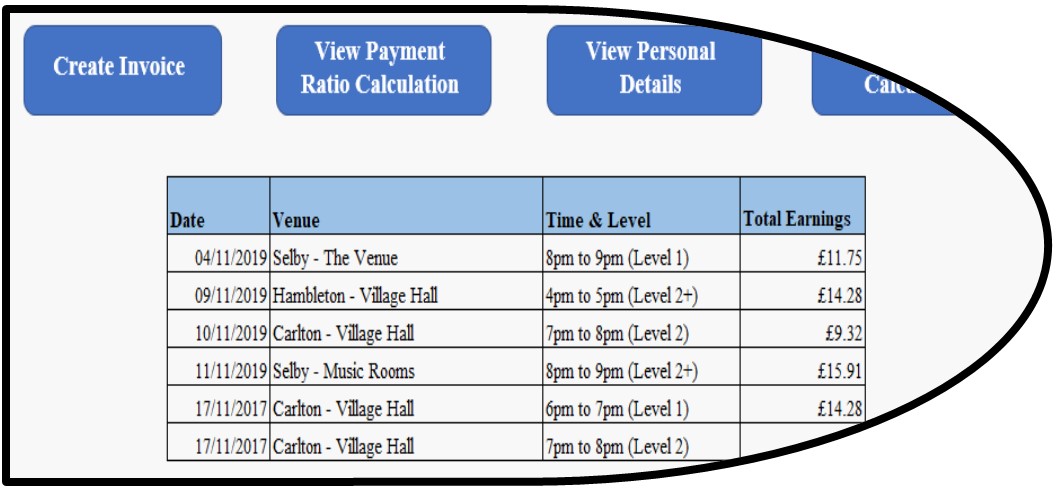 Create Invoice
View Payment
Ratio Calculation
View Personal
Details
Date Venue Time & Level Total Earnings
04/11/2019 Selby - The Venue 8pm to 9pm (Level 1) £11.75
09/11/2019 Hambleton - Village Hall 4pm to 5pm (Level 2+) £14.28
10/11/2019 Carlton - Village Hall 7pm to 8pm (Level 2) £9.32
11/11/2019 Selby - Music Rooms 8pm to 9pm (Level 2+) £15.91
17/11/2017 Carlton - Village Hall 6pm to 7pm (Level 1) £14.28
17/11/2017 Carlton - Village Hall 7pm to 8pm (Level 2)